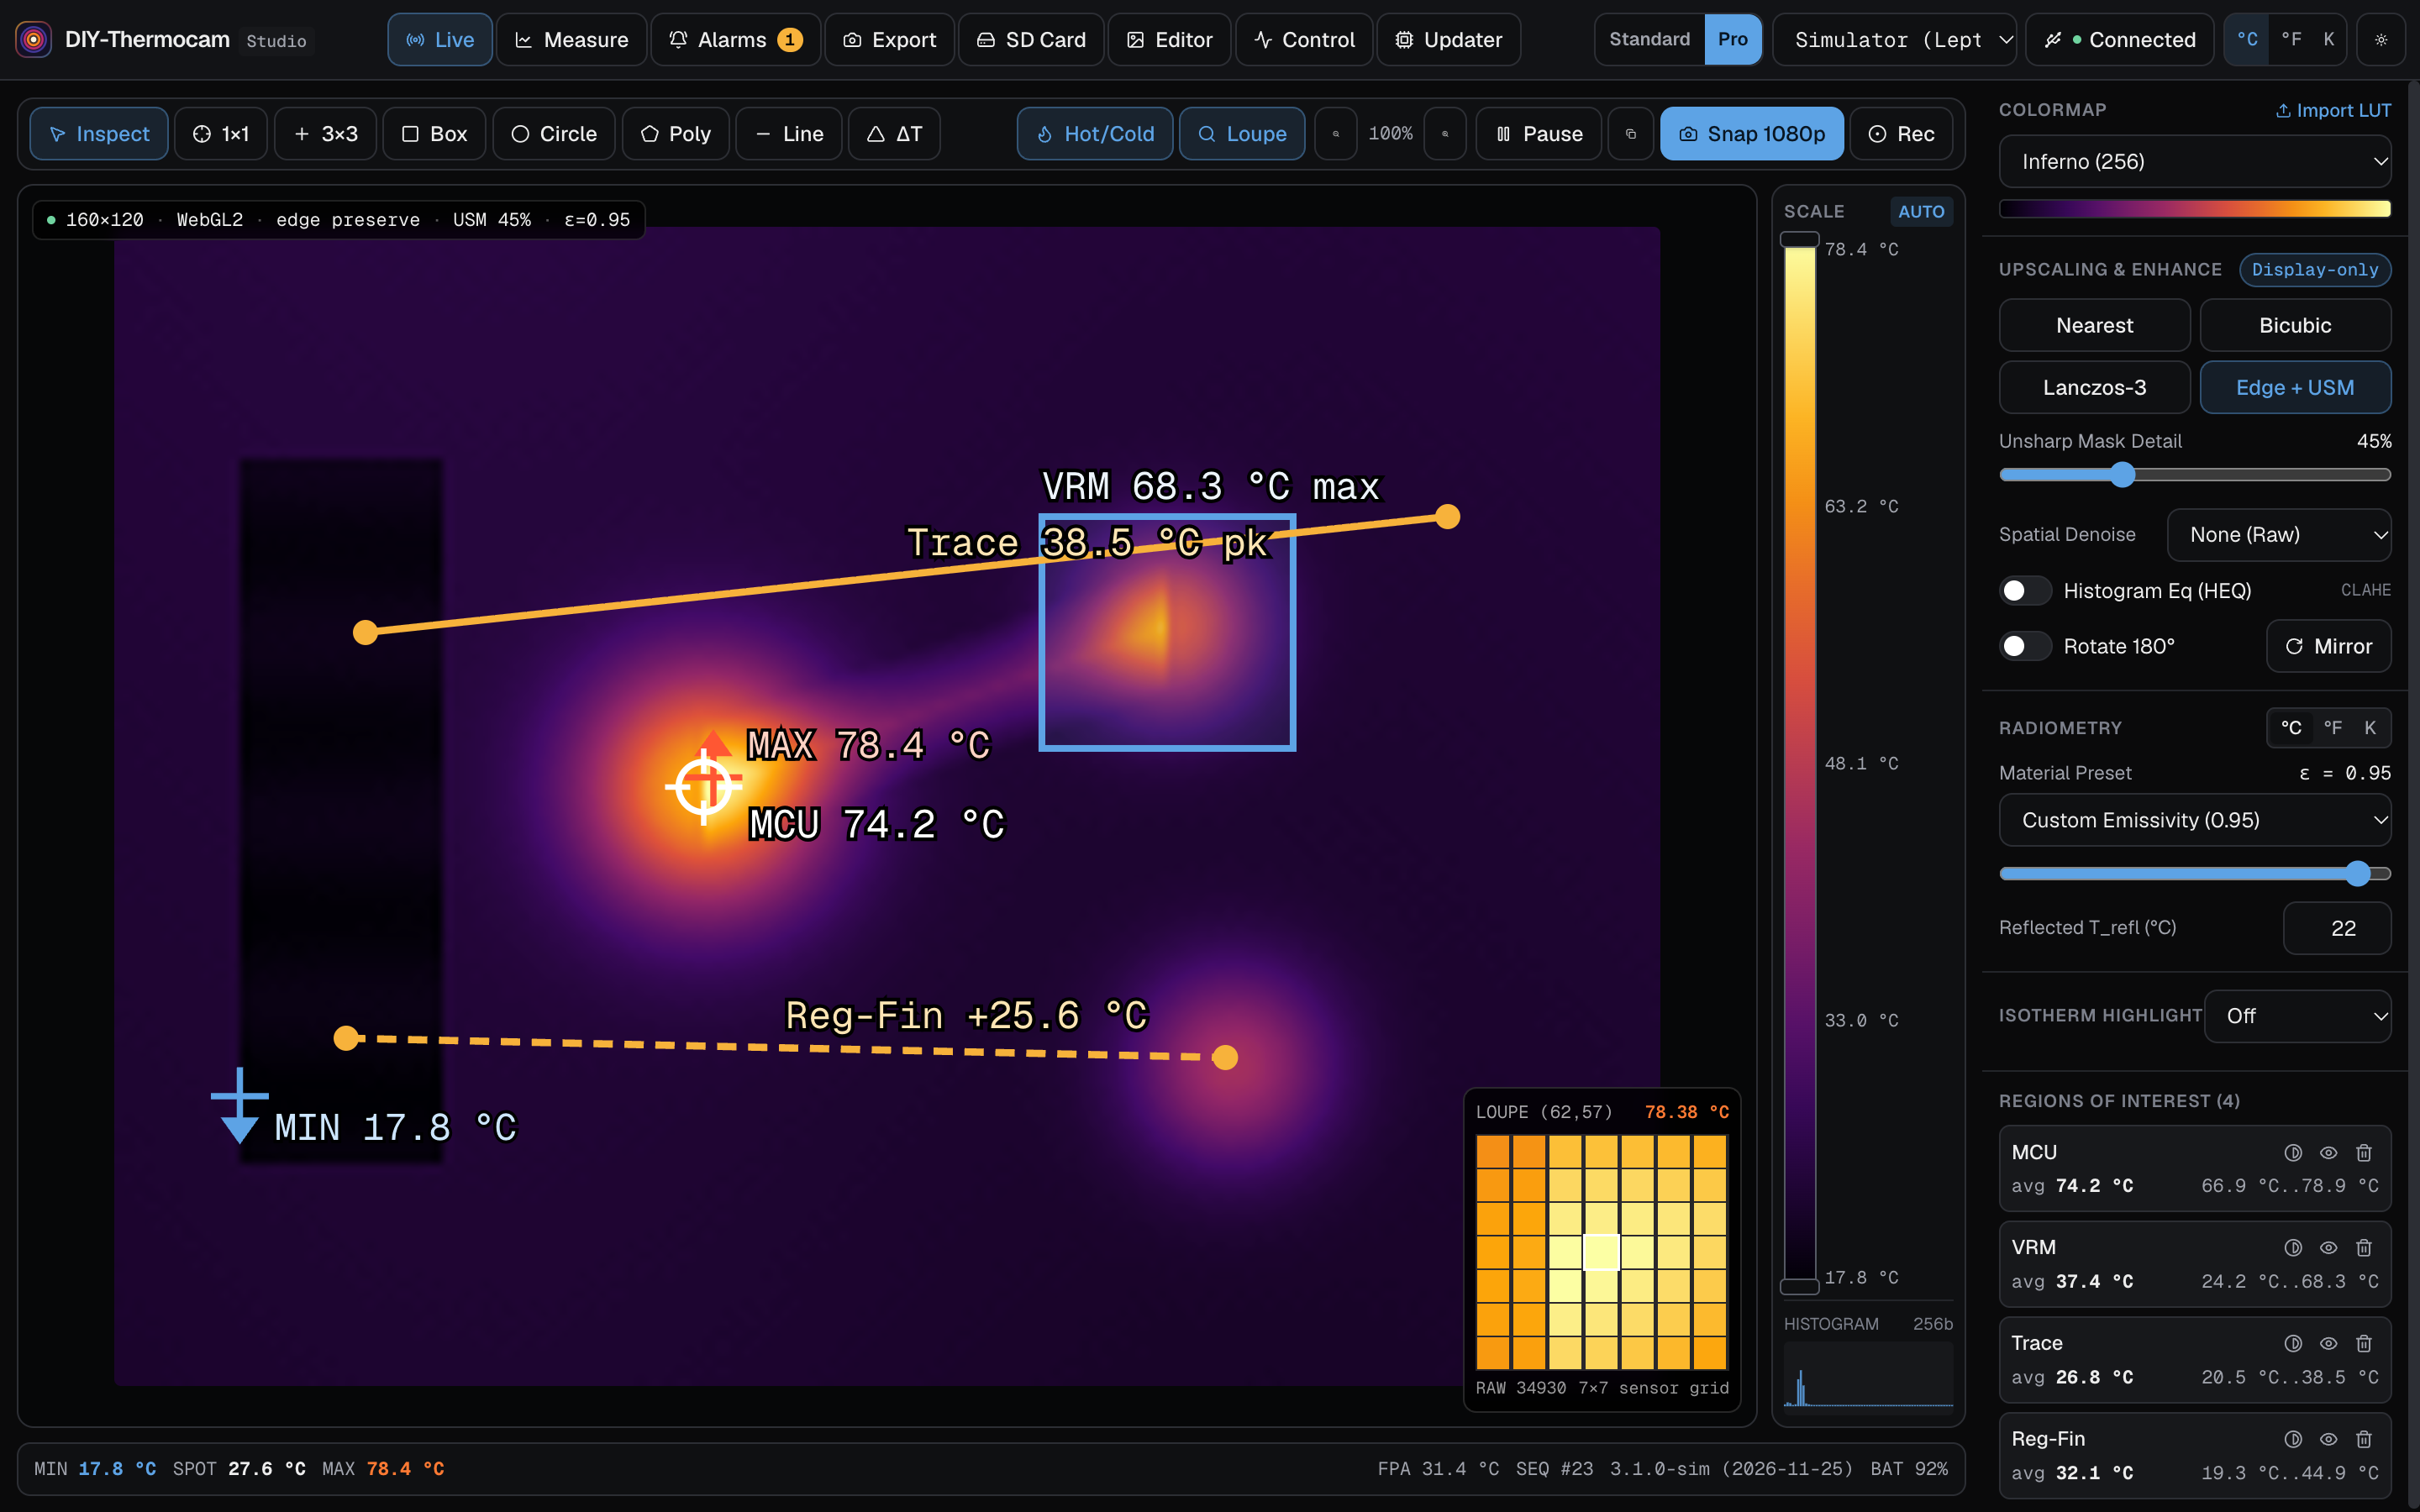 DIY-Thermocam Studio Live Measure Alarms 1 Export SD Card Editor Control Updater Standard Pro Simulator (Lept Connected °C °F K
Inspect 1×1 3×3 Box Circle Poly Line ΔT Hot/Cold Loupe 100% Pause Snap 1080p Rec
160×120 · WebGL2 · edge preserve · USM 45% · ε=0.95
VRM 68.3 °C max
Trace 38.5 °C pk
MAX 78.4 °C
MCU 74.2 °C
Reg-Fin +25.6 °C
MIN 17.8 °C
LOUPE (62,57) 78.38 °C
RAW 34930 7×7 sensor grid
SCALE AUTO
78.4 °C
63.2 °C
48.1 °C
33.0 °C
17.8 °C
HISTOGRAM 256b
COLORMAP Import LUT
Inferno (256)
UPSCALING & ENHANCE Display-only
Nearest Bicubic
Lanczos-3 Edge + USM
Unsharp Mask Detail 45%
Spatial Denoise None (Raw)
Histogram Eq (HEQ) CLAHE
Rotate 180° Mirror
RADIOMETRY °C °F K
Material Preset ε = 0.95
Custom Emissivity (0.95)
Reflected T_refl (°C) 22
ISOTHERM HIGHLIGHT Off
REGIONS OF INTEREST (4)
MCU
avg 74.2 °C 66.9 °C..78.9 °C
VRM
avg 37.4 °C 24.2 °C..68.3 °C
Trace
avg 26.8 °C 20.5 °C..38.5 °C
Reg-Fin
avg 32.1 °C 19.3 °C..44.9 °C
MIN 17.8 °C SPOT 27.6 °C MAX 78.4 °C FPA 31.4 °C SEQ #23 3.1.0-sim (2026-11-25) BAT 92%